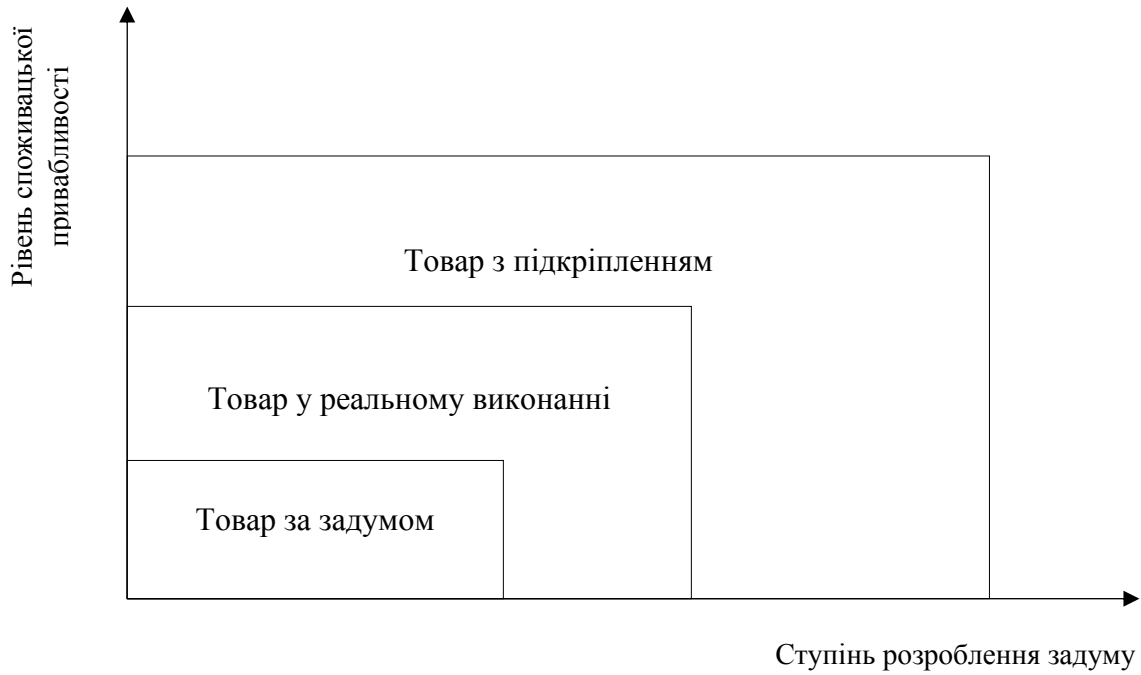 Рівень споживацької
привабливості
Товар з підкріпленням
Товар у реальному виконанні
Товар за задумом
Ступінь розроблення задуму